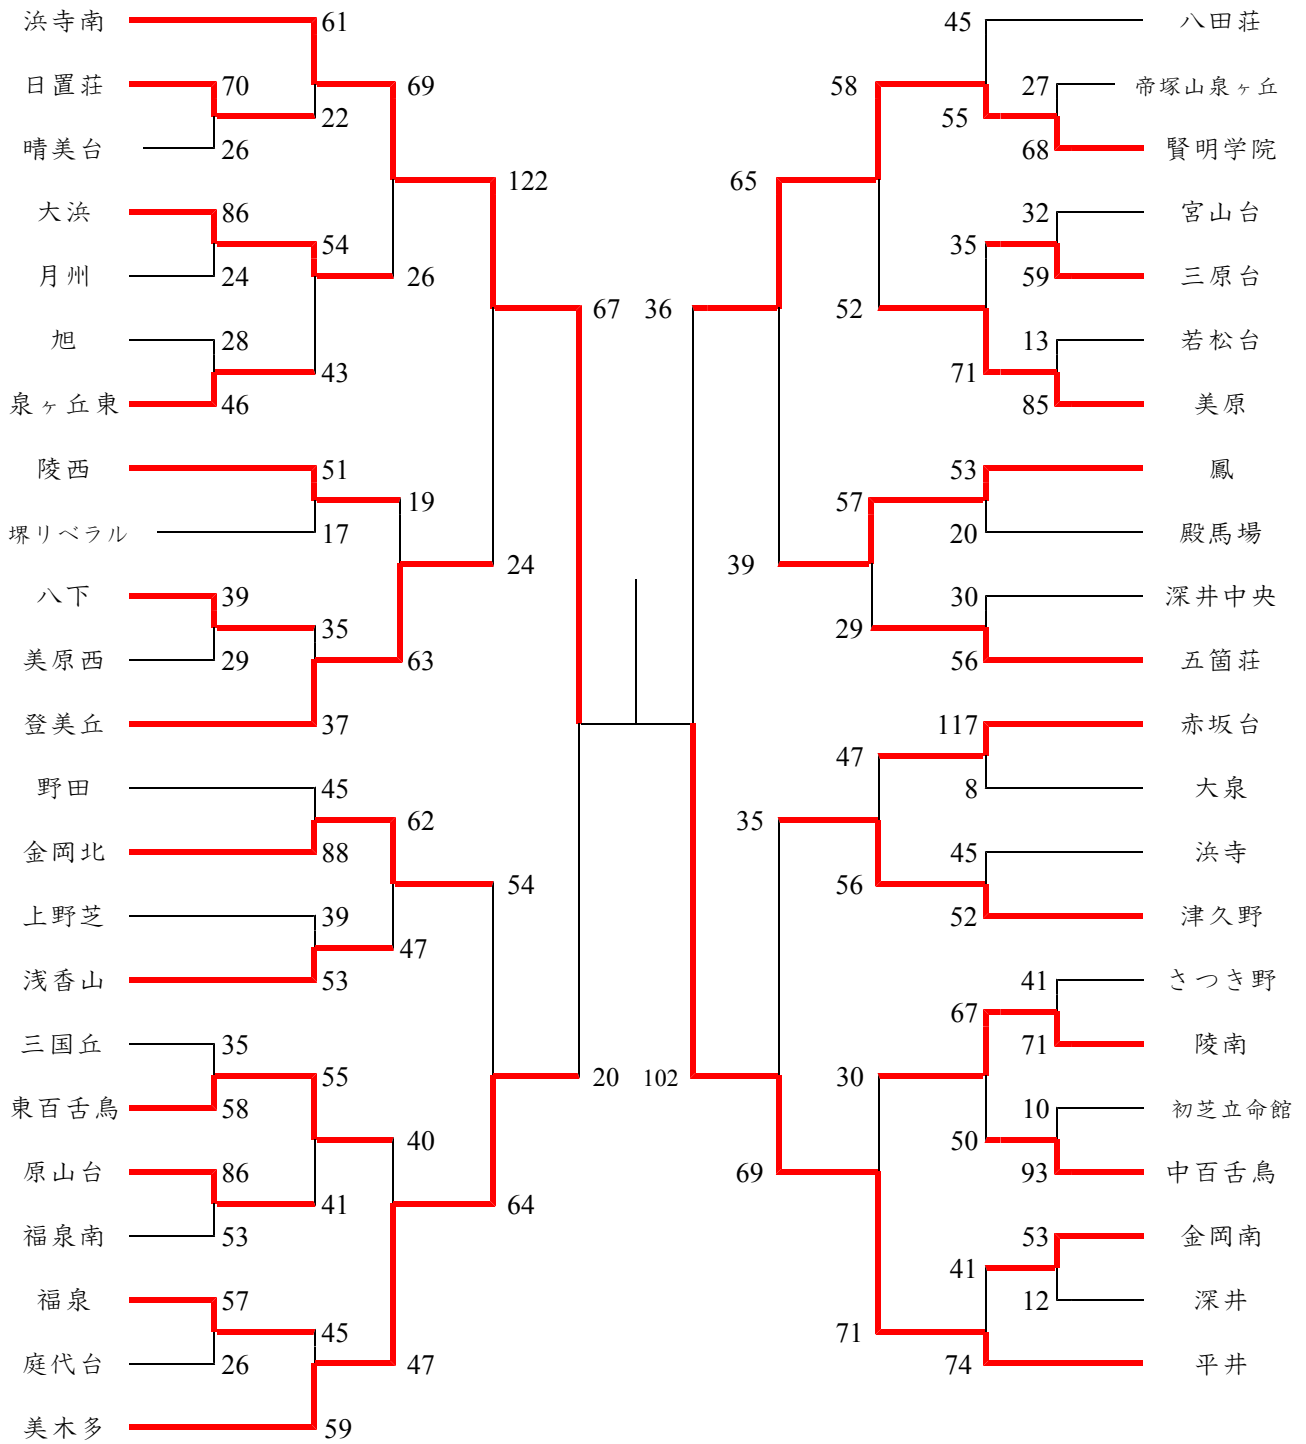 浜寺南 61 45 八田荘
日置荘 70 69 58 27 帝塚山泉ヶ丘
22 55
晴美台 26 68 賢明学院
122 65
大浜 86 32 宮山台
54 35
月州 24 26 59 三原台
67 36 52
旭 28 13 若松台
43 71
泉ヶ丘東 46 85 美原
陵西 51 53 鳳
19 57
堺リベラル 17 20 殿馬場
24 39
八下 39 30 深井中央
35 29
美原西 29 63 56 五箇荘
登美丘 37 117 赤坂台
47
野田 45 8 大泉
62 35
金岡北 88 45 浜寺
54 56
上野芝 39 52 津久野
47
浅香山 53 41 さつき野
67
三国丘 35 71 陵南
55 20 102 30
東百舌鳥 58 10 初芝立命館
40 50
原山台 86 69 93 中百舌鳥
41 64
福泉南 53 53 金岡南
41
福泉 57 12 深井
45 71
庭代台 26 47 74 平井
美木多 59